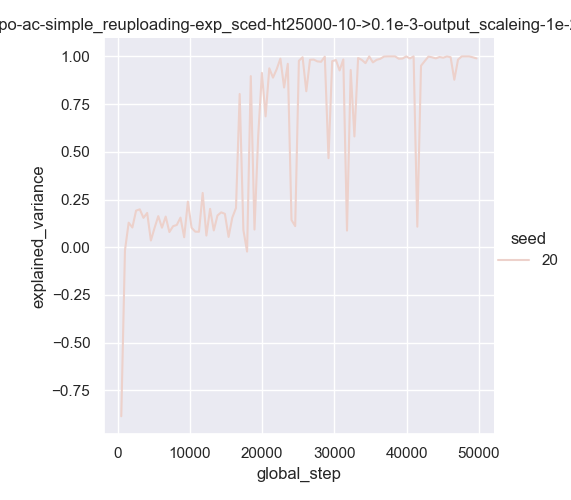 po-ac-simple_reuploading-exp_sced-ht25000-10->0.1e-3-output_scaleing-1e-
1.00
0.75
0.50
0.25
0.00
−0.25
−0.50
−0.75
explained_variance
0 10000 20000 30000 40000 50000
global_step
seed
20